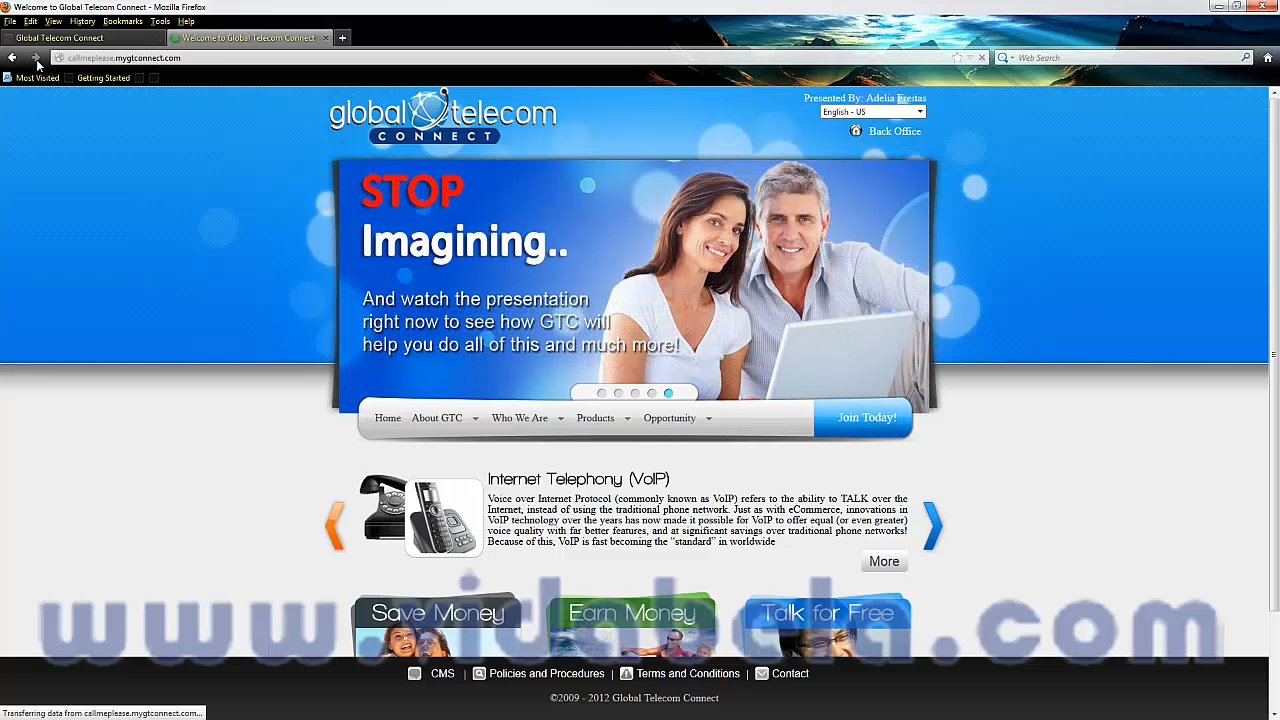 Welcome to Global Telecom Connect - Mozilla Firefox
File Edit View History Bookmarks Tools Help
Global Telecom Connect
Welcome to Global Telecom Connect
callmeplease.mygtconnect.com
Web Search
Most Visited
Getting Started
Presented By: Adelia Freitas
English - US
Back Office
global telecom
CONNECT
STOP
Imagining..
And watch the presentation
right now to see how GTC will
help you do all of this and much more!
Home About GTC Who We Are Products Opportunity Join Today!
Internet Telephony (VoIP)
Voice over Internet Protocol (commonly known as VoIP) refers to the ability to TALK over the
Internet, instead of using the traditional phone network. Just as with eCommerce, innovations in
VoIP technology over the years has now made it possible for VoIP to offer equal (or even greater)
voice quality with far better features, and at significant savings over traditional phone networks!
Because of this, VoIP is fast becoming the "standard" in worldwide
More
Save Money
Earn Money
Talk for Free
CMS | Policies and Procedures | Terms and Conditions | Contact
©2009 - 2012 Global Telecom Connect
Transferring data from callmeplease.mygtconnect.com...